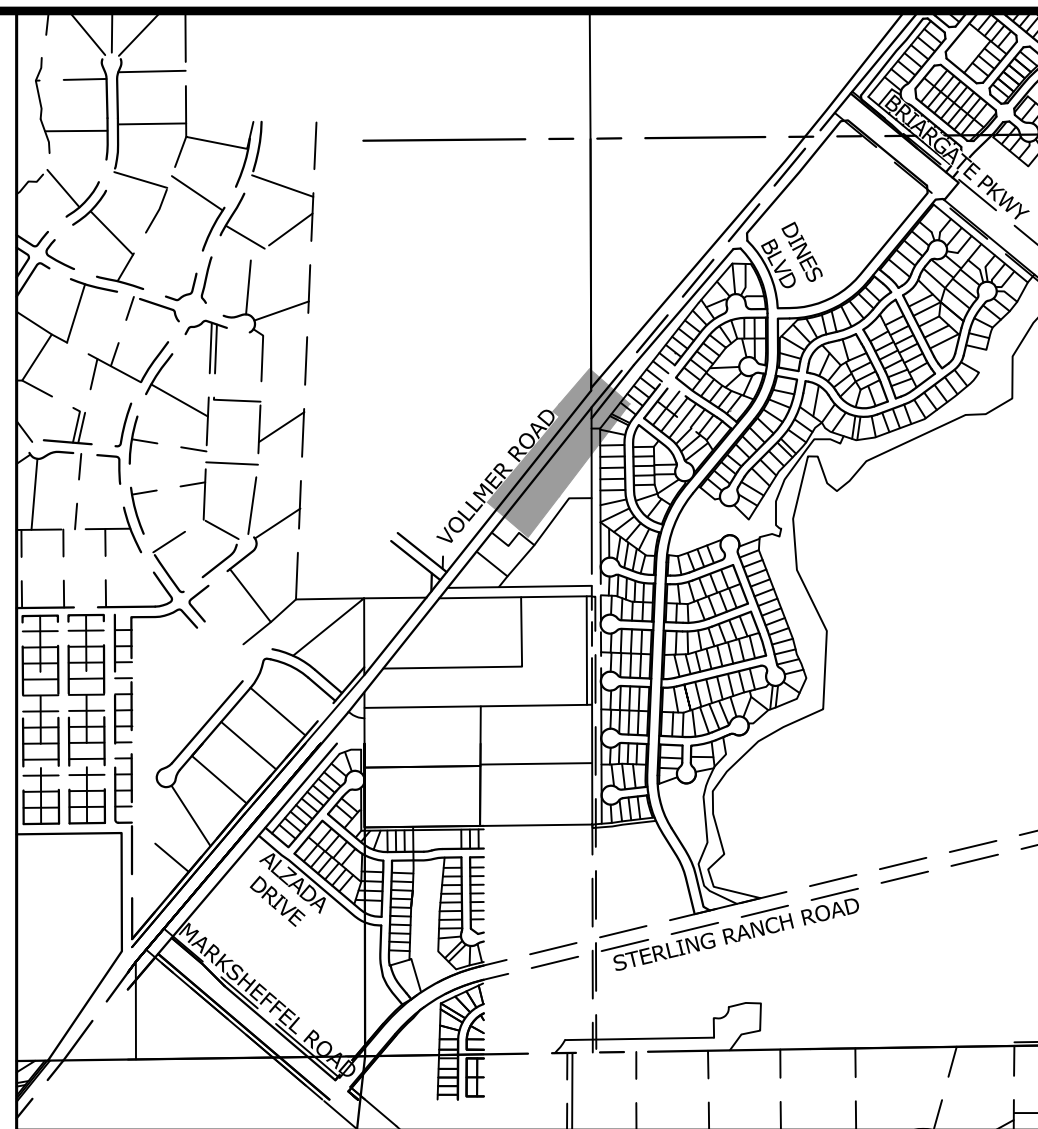 BRIARGATE PKWY
DINES
BLVD
VOLLMER ROAD
ALZADA
DRIVE
STERLING RANCH ROAD
MARKSHEFFEL ROAD